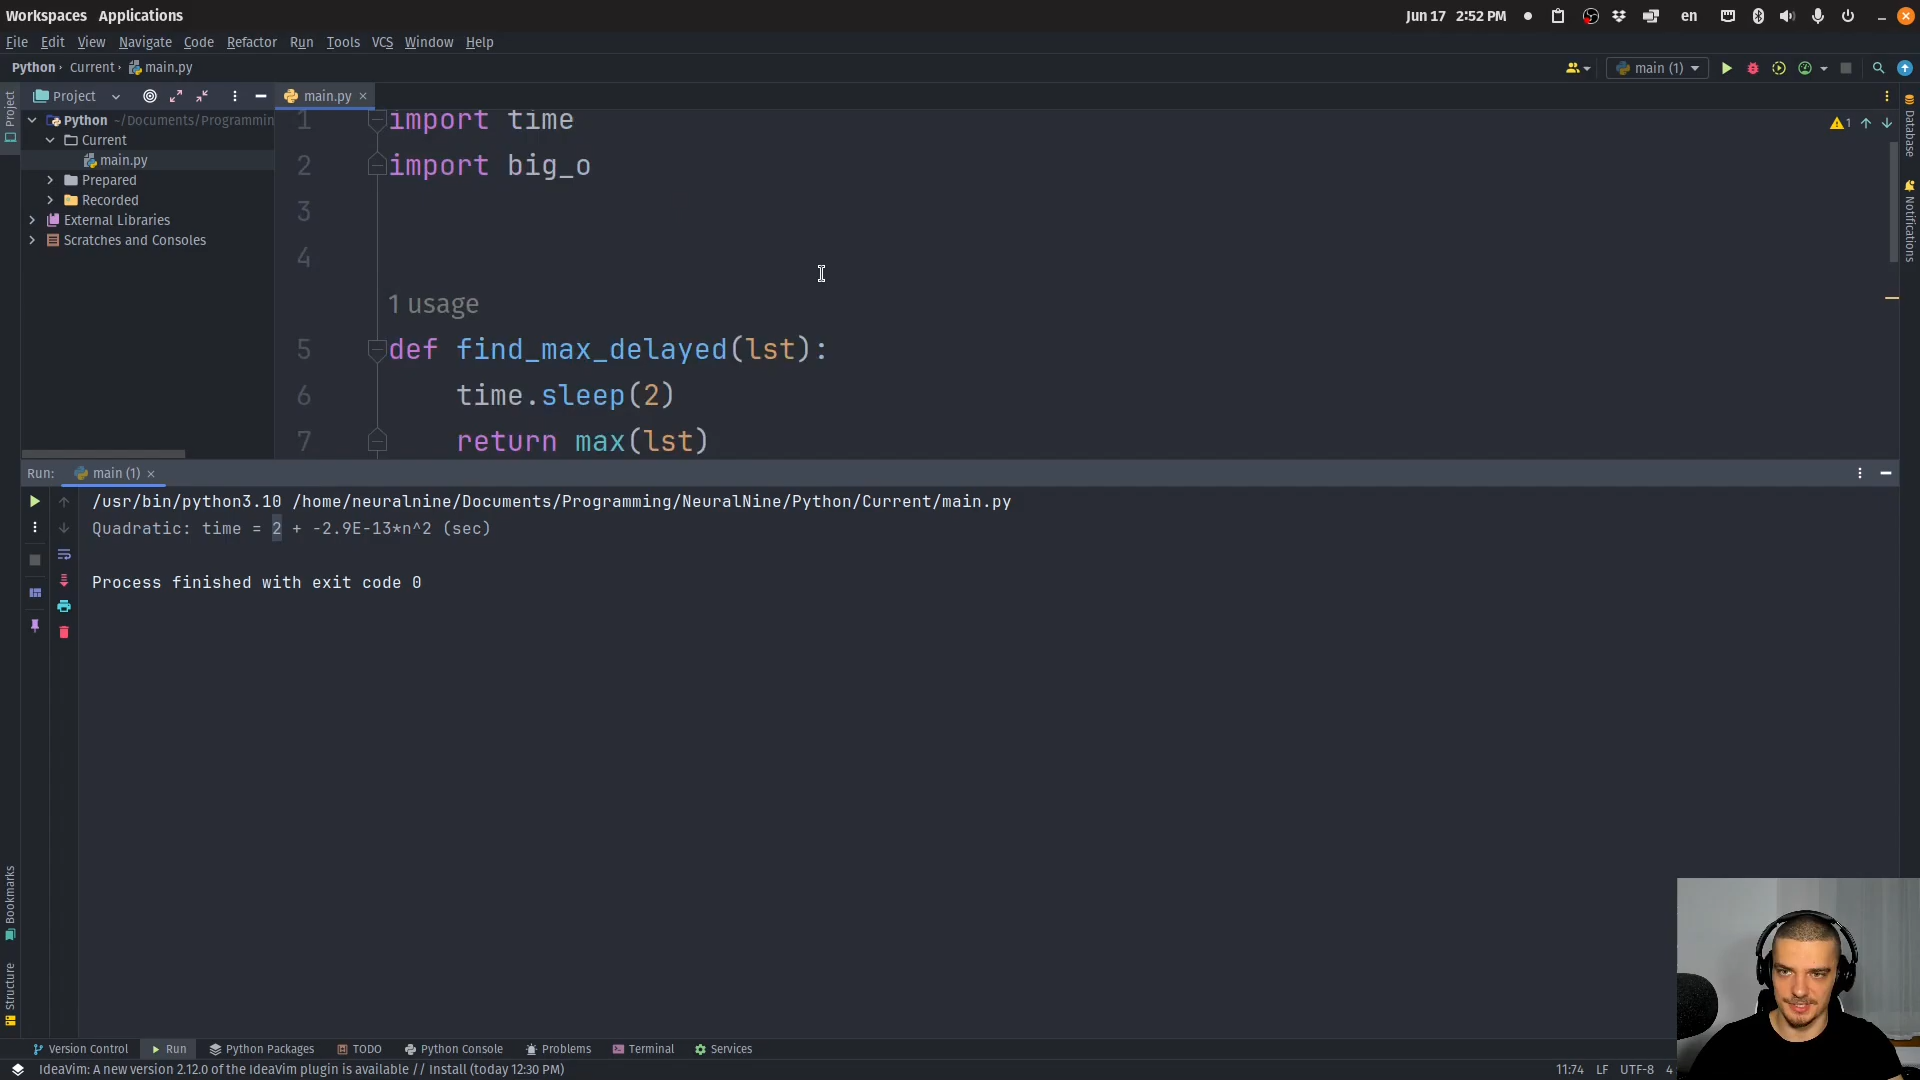 Workspaces Applications
Jun 17 2:52 PM
en
File Edit View Navigate Code Refactor Run Tools VCS Window Help
Python › Current › main.py
main (1)
Project
main.py
Project
Python ~/Documents/Programmin
Current
main.py
Prepared
Recorded
External Libraries
Scratches and Consoles
1
Database
Notifications
1 import time
2 import big_o
3
4
1 usage
5 def find_max_delayed(lst):
6 time.sleep(2)
7 return max(lst)
Run: main (1)
/usr/bin/python3.10 /home/neuralnine/Documents/Programming/NeuralNine/Python/Current/main.py
Quadratic: time = 2 + -2.9E-13*n^2 (sec)
Process finished with exit code 0
Bookmarks
Structure
Version Control Run Python Packages TODO Python Console Problems Terminal Services
IdeaVim: A new version 2.12.0 of the IdeaVim plugin is available // Install (today 12:30 PM)
11:74 LF UTF-8 4